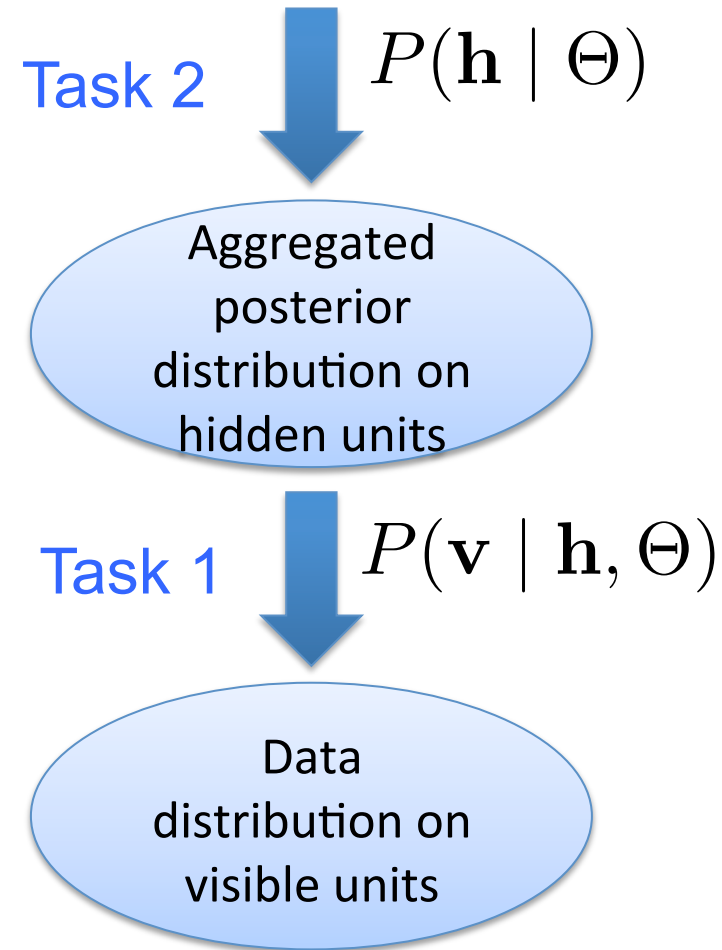 Task 2
P(h | Θ)
Aggregated
posterior
distribution on
hidden units
Task 1
P(v | h, Θ)
Data
distribution on
visible units